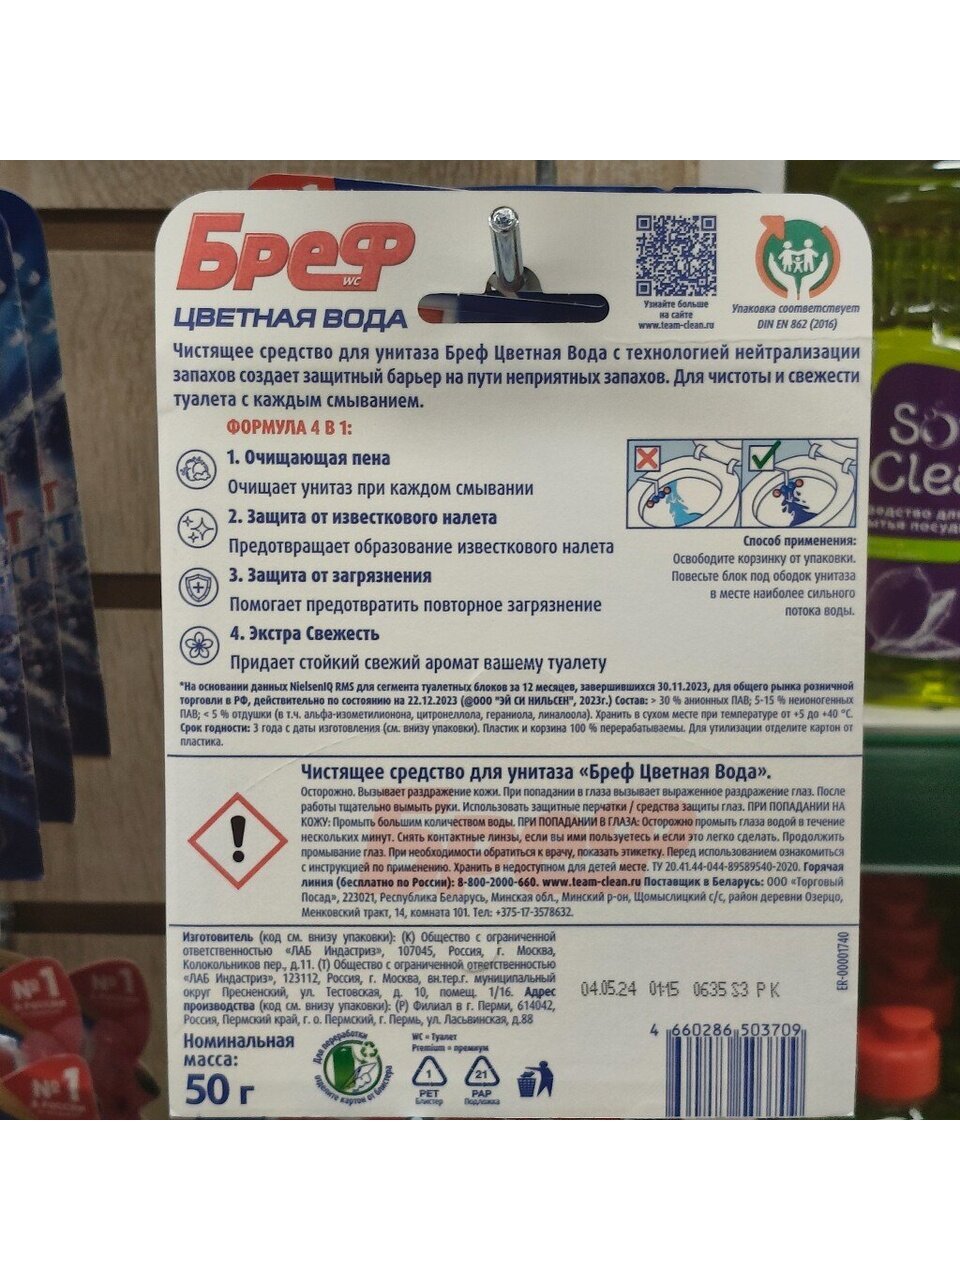 Бреф
WC
ЦВЕТНАЯ ВОДА
Узнайте больше
на сайте
www.team-clean.ru
Упаковка соответствует
DIN EN 862 (2016)
Чистящее средство для унитаза Бреф Цветная Вода с технологией нейтрализации
запахов создает защитный барьер на пути неприятных запахов. Для чистоты и свежести
туалета с каждым смыванием.
ФОРМУЛА 4 В 1:
1. Очищающая пена
Очищает унитаз при каждом смывании
2. Защита от известкового налета
Предотвращает образование известкового налета
3. Защита от загрязнения
Помогает предотвратить повторное загрязнение
4. Экстра Свежесть
Придает стойкий свежий аромат вашему туалету
Способ применения:
Освободите корзинку от упаковки.
Повесьте блок под ободок унитаза
в месте наиболее сильного
потока воды.
*На основании данных NielsenIQ RMS для сегмента туалетных блоков за 12 месяцев, завершившихся 30.11.2023, для общего рынка розничной
торговли в РФ, действительно по состоянию на 22.12.2023 (@ООО "ЭЙ СИ НИЛЬСЕН", 2023г.) Состав: > 30 % анионных ПАВ; 5-15 % неионогенных
ПАВ; < 5 % отдушки (в т.ч. альфа-изометилионона, цитронеллола, гераниола, линалоола). Хранить в сухом месте при температуре от +5 до +40 °C.
Срок годности: 3 года с даты изготовления (см. внизу упаковки). Пластик и корзина 100 % перерабатываемы. Для утилизации отделите картон от
пластика.
Чистящее средство для унитаза «Бреф Цветная Вода».
Осторожно. Вызывает раздражение кожи. При попадании в глаза вызывает выраженное раздражение глаз. После
работы тщательно вымыть руки. Использовать защитные перчатки / средства защиты глаз. ПРИ ПОПАДАНИИ НА
КОЖУ: Промыть большим количеством воды. ПРИ ПОПАДАНИИ В ГЛАЗА: Осторожно промыть глаза водой в течение
нескольких минут. Снять контактные линзы, если вы ими пользуетесь и если это легко сделать. Продолжить
промывание глаз. При необходимости обратиться к врачу, показать этикетку. Перед использованием ознакомиться
с инструкцией по применению. Хранить в недоступном для детей месте. ТУ 20.41.44-044-89589540-2020. Горячая
линия (бесплатно по России): 8-800-2000-660. www.team-clean.ru Поставщик в Беларусь: ООО «Торговый
Посад», 223021, Республика Беларусь, Минская обл., Минский р-он, Щомыслицкий с/с, район деревни Озерцо,
Менковский тракт, 14, комната 101. Тел: +375-17-3578632.
Изготовитель (код см. внизу упаковки): (К) Общество с ограниченной
ответственностью «ЛАБ Индастриз», 107045, Россия, г. Москва,
Колокольников пер., д.11. (Т) Общество с ограниченной ответственностью
«ЛАБ Индастриз», 123112, Россия, г. Москва, вн.тер.г. муниципальный
округ Пресненский, ул. Тестовская, д. 10, помещ. 1/16. Адрес
производства (код см. внизу упаковки): (Р) Филиал в г. Перми, 614042,
Россия, Пермский край, г. о. Пермский, г. Пермь, ул. Ласьвинская, д.88
04.05.24 01:15 0635 S3 P K
ER-00001740
Номинальная
масса:
50 г
Для переработки
отделите картон от блистера
WC = Туалет
Premium = премиум
1
PET
Блистер
21
PAP
Подложка
4 660286 503709
Clea
№1
№1
№1